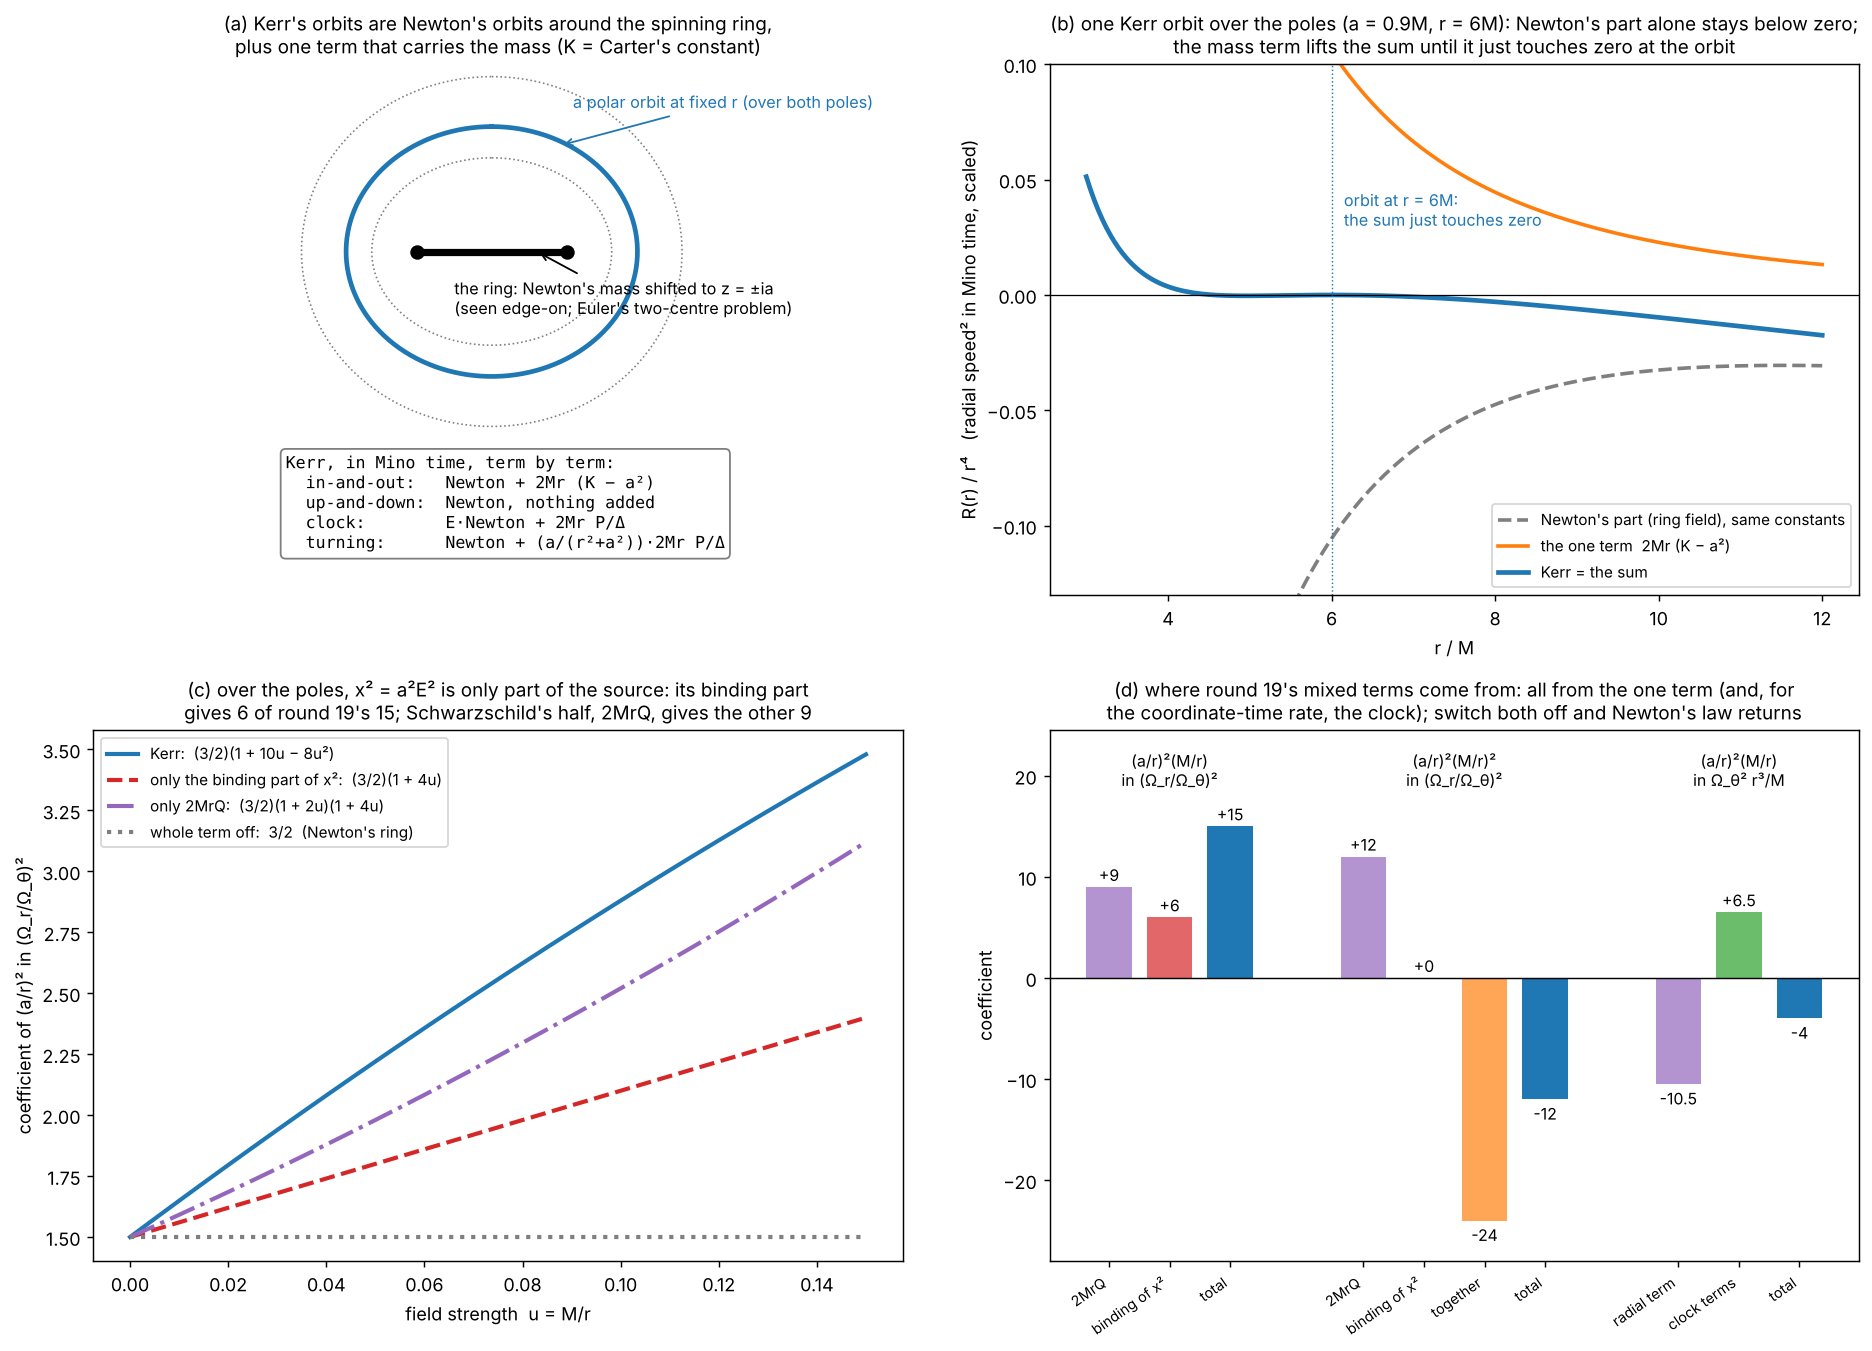 (a) Kerr's orbits are Newton's orbits around the spinning ring,
plus one term that carries the mass (K = Carter's constant)
a polar orbit at fixed r (over both poles)
the ring: Newton's mass shifted to z = ±ia
(seen edge-on; Euler's two-centre problem)
Kerr, in Mino time, term by term:
in-and-out: Newton + 2Mr (K − a²)
up-and-down: Newton, nothing added
clock: E·Newton + 2Mr P/Δ
turning: Newton + (a/(r²+a²))·2Mr P/Δ
(b) one Kerr orbit over the poles (a = 0.9M, r = 6M): Newton's part alone stays below zero;
the mass term lifts the sum until it just touches zero at the orbit
R(r) / r⁴ (radial speed² in Mino time, scaled)
0.10
0.05
0.00
−0.05
−0.10
orbit at r = 6M:
the sum just touches zero
Newton's part (ring field), same constants
the one term 2Mr (K − a²)
Kerr = the sum
4
6
8
10
12
r / M
(c) over the poles, x² = a²E² is only part of the source: its binding part
gives 6 of round 19's 15; Schwarzschild's half, 2MrQ, gives the other 9
coefficient of (a/r)² in (Ω_r/Ω_θ)²
3.50
3.25
3.00
2.75
2.50
2.25
2.00
1.75
1.50
Kerr: (3/2)(1 + 10u − 8u²)
only the binding part of x²: (3/2)(1 + 4u)
only 2MrQ: (3/2)(1 + 2u)(1 + 4u)
whole term off: 3/2 (Newton's ring)
0.00
0.02
0.04
0.06
0.08
0.10
0.12
0.14
field strength u = M/r
(d) where round 19's mixed terms come from: all from the one term (and, for
the coordinate-time rate, the clock); switch both off and Newton's law returns
coefficient
20
10
0
−10
−20
(a/r)²(M/r)
in (Ω_r/Ω_θ)²
(a/r)²(M/r)²
in (Ω_r/Ω_θ)²
(a/r)²(M/r)
in Ω_θ² r³/M
+9
+6
+15
+12
+0
-24
-12
-10.5
+6.5
-4
2MrQ
binding of x²
total
2MrQ
binding of x²
together
total
radial term
clock terms
total